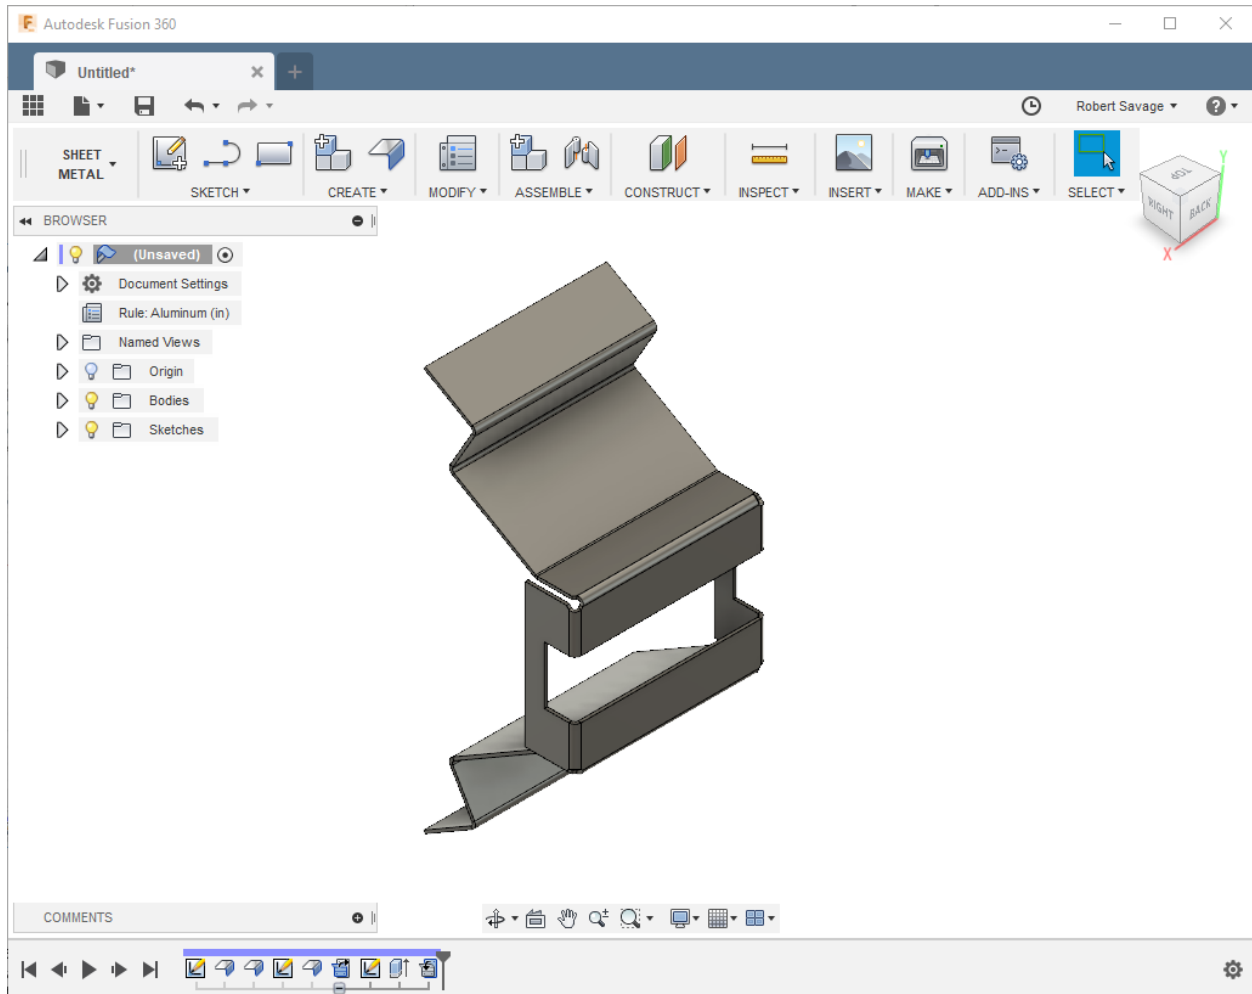 Autodesk Fusion 360
Untitled*
Robert Savage
SHEET
METAL
SKETCH
CREATE
MODIFY
ASSEMBLE
CONSTRUCT
INSPECT
INSERT
MAKE
ADD-INS
SELECT
TOP
RIGHT
BACK
Y
X
BROWSER
(Unsaved)
Document Settings
Rule: Aluminum (in)
Named Views
Origin
Bodies
Sketches
COMMENTS